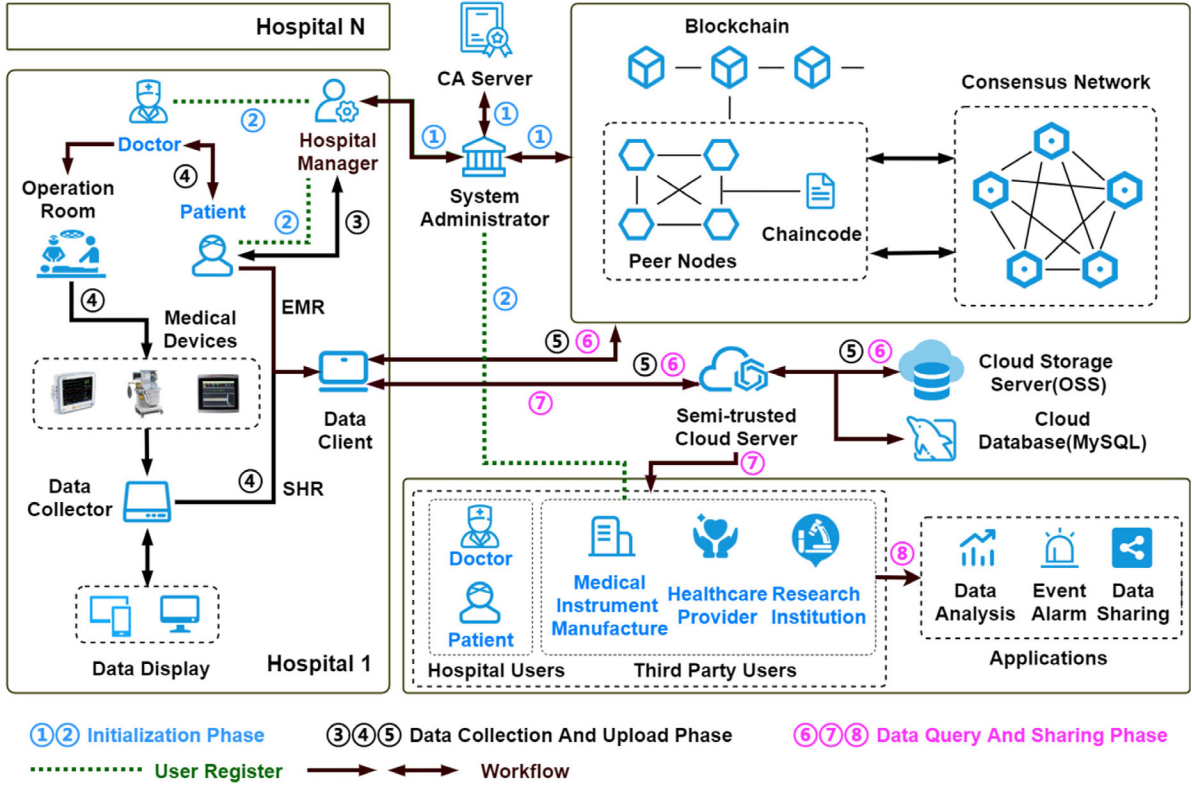 Hospital N
CA Server
Blockchain
Consensus Network
Doctor
②
Hospital
Manager
①
①
①
System
Administrator
Operation
Room
④
Patient
②
③
Chaincode
Peer Nodes
④
EMR
②
Medical
Devices
⑤ ⑥
⑤ ⑥
⑤ ⑥
⑦
Data
Client
Semi-trusted
Cloud Server
Cloud Storage
Server(OSS)
Cloud
Database(MySQL)
⑦
Data
Collector
④
SHR
Doctor
Patient
Hospital Users
Medical
Instrument
Manufacture
Healthcare
Provider
Research
Institution
Third Party Users
⑧
Data
Analysis
Event
Alarm
Data
Sharing
Applications
Data Display
Hospital 1
①② Initialization Phase
③④⑤ Data Collection And Upload Phase
⑥⑦⑧ Data Query And Sharing Phase
User Register
Workflow